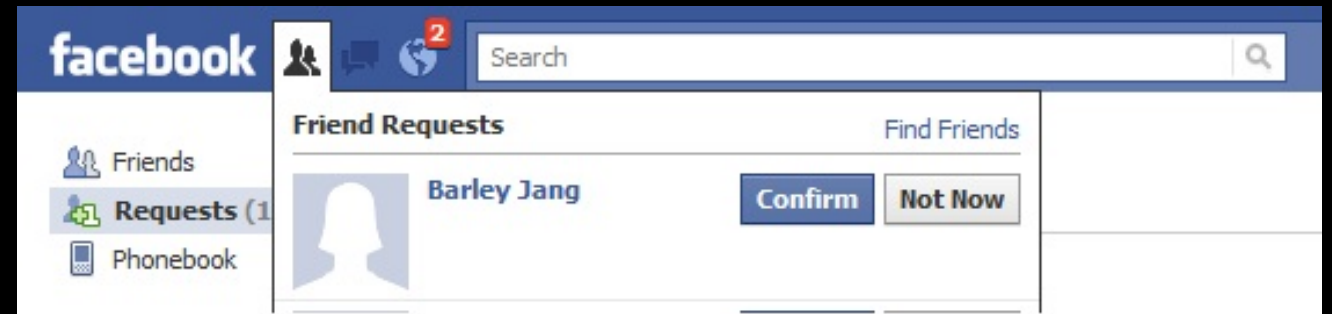 facebook
2
Search
Friend Requests
Find Friends
Friends
Requests (1
Phonebook
Barley Jang
Confirm
Not Now